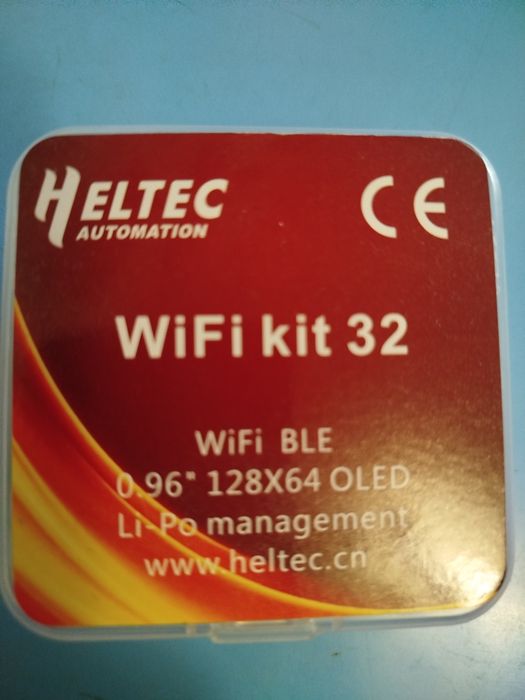 HELTEC
AUTOMATION
CE
WiFi kit 32
WiFi BLE
0.96" 128X64 OLED
Li-Po management
www.heltec.cn